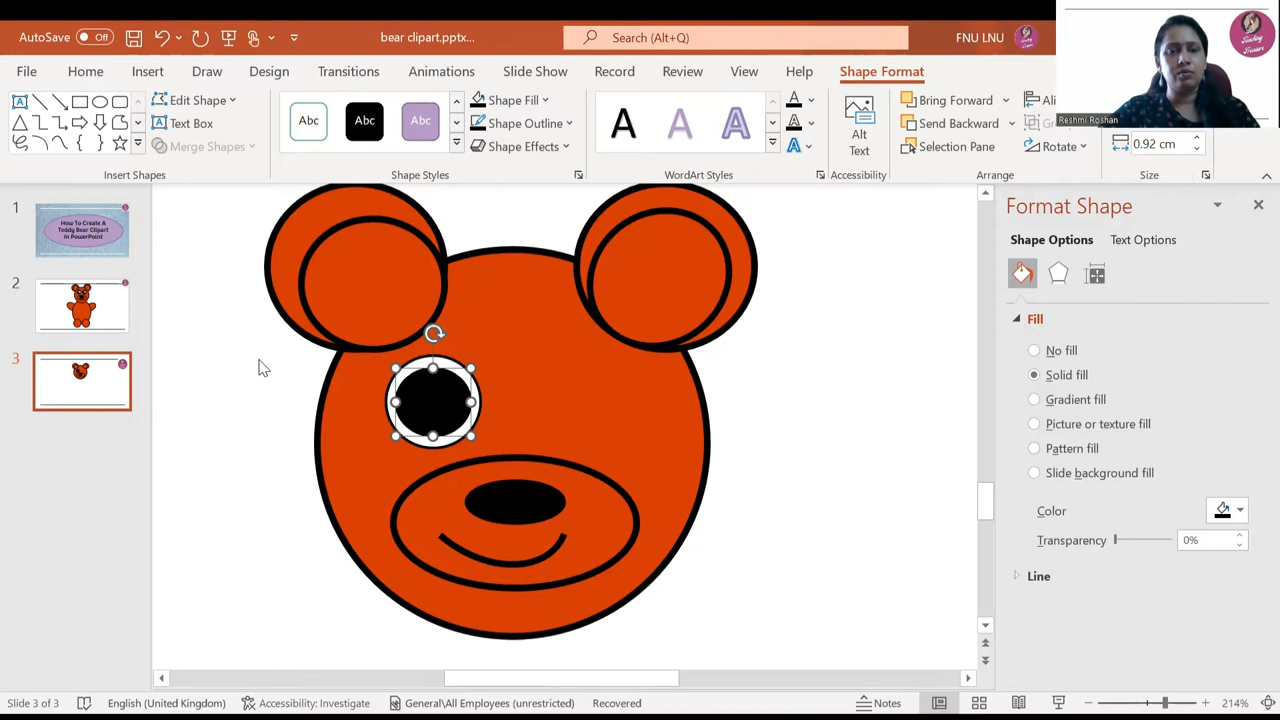 AutoSave Off
bear clipart.pptx...
Search (Alt+Q)
FNU LNU
Teaching Treasure
Reshmi Roshan
File Home Insert Draw Design Transitions Animations Slide Show Record Review View Help Shape Format
Edit Shape
Text Box
Merge Shapes
Insert Shapes
Abc Abc Abc
Shape Fill
Shape Outline
Shape Effects
Shape Styles
A A A
WordArt Styles
Alt Text
Accessibility
Bring Forward
Send Backward
Selection Pane
Rotate
Arrange
0.92 cm
Size
1
How To Create A
Teddy Bear Clipart
in PowerPoint
2
3
Format Shape
Shape Options Text Options
Fill
No fill
Solid fill
Gradient fill
Picture or texture fill
Pattern fill
Slide background fill
Color
Transparency 0%
Line
Slide 3 of 3 English (United Kingdom) Accessibility: Investigate General\All Employees (unrestricted) Recovered Notes 214%